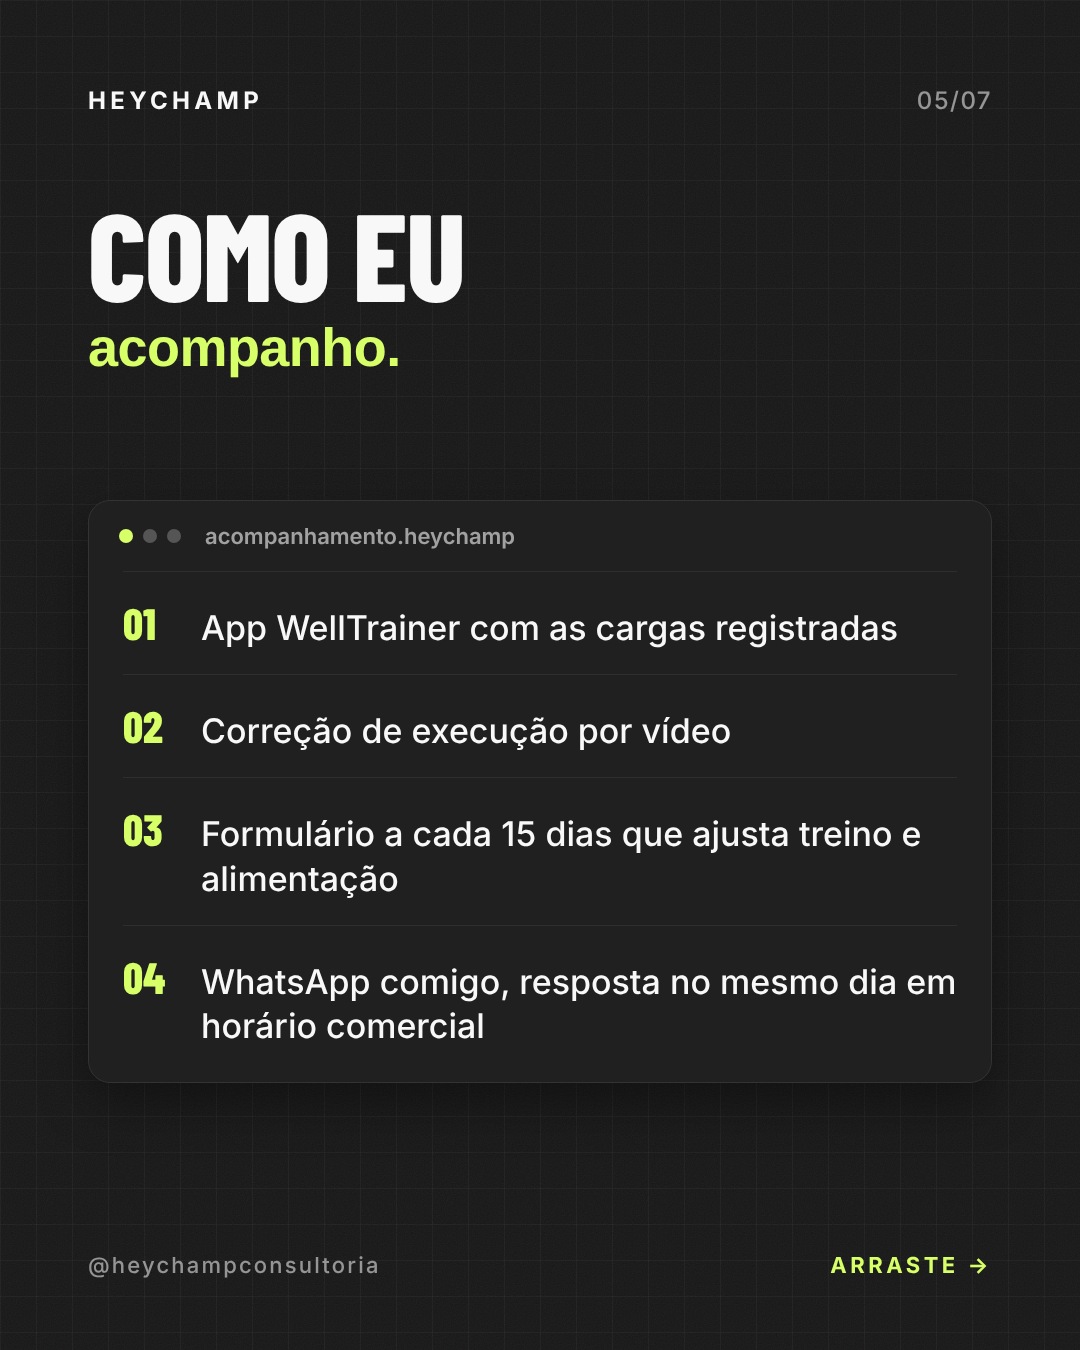 HEYCHAMP
05/07
COMO EU
acompanho.
acompanhamento.heychamp
01 App WellTrainer com as cargas registradas
02 Correção de execução por vídeo
03 Formulário a cada 15 dias que ajusta treino e
alimentação
04 WhatsApp comigo, resposta no mesmo dia em
horário comercial
@heychampconsultoria
ARRASTE →